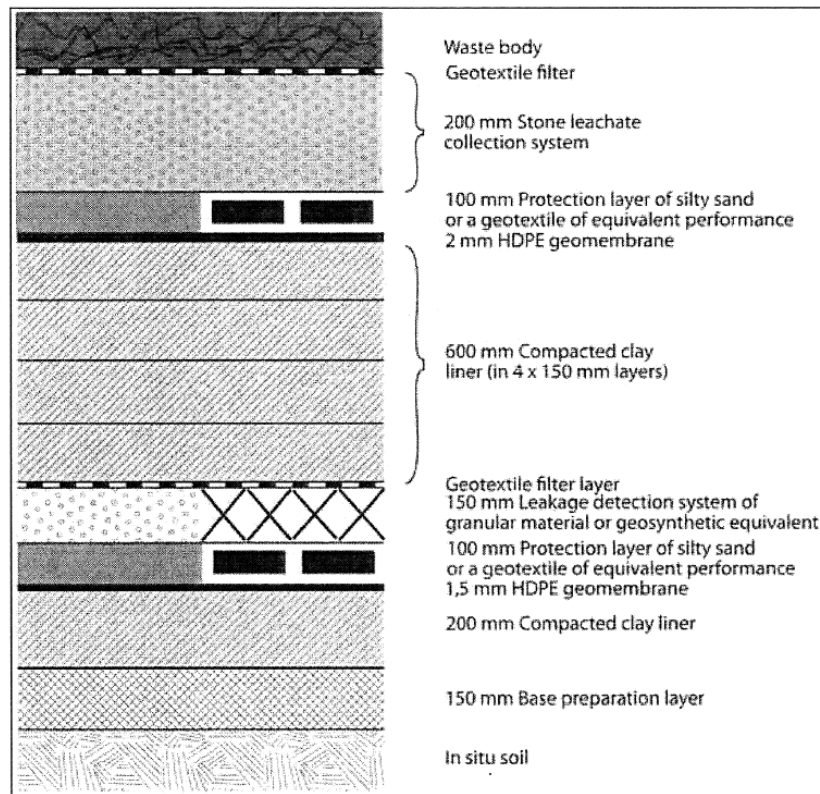 Waste body
Geotextile filter
200 mm Stone leachate
collection system
100 mm Protection layer of silty sand
or a geotextile of equivalent performance
2 mm HDPE geomembrane
600 mm Compacted clay
liner (in 4 x 150 mm layers)
Geotextile filter layer
150 mm Leakage detection system of
granular material or geosynthetic equivalent
100 mm Protection layer of silty sand
or a geotextile of equivalent performance
1,5 mm HDPE geomembrane
200 mm Compacted clay liner
150 mm Base preparation layer
In situ soil